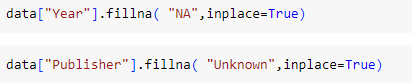 data["Year"].fillna( "NA",inplace=True)
data["Publisher"].fillna( "Unknown",inplace=True)